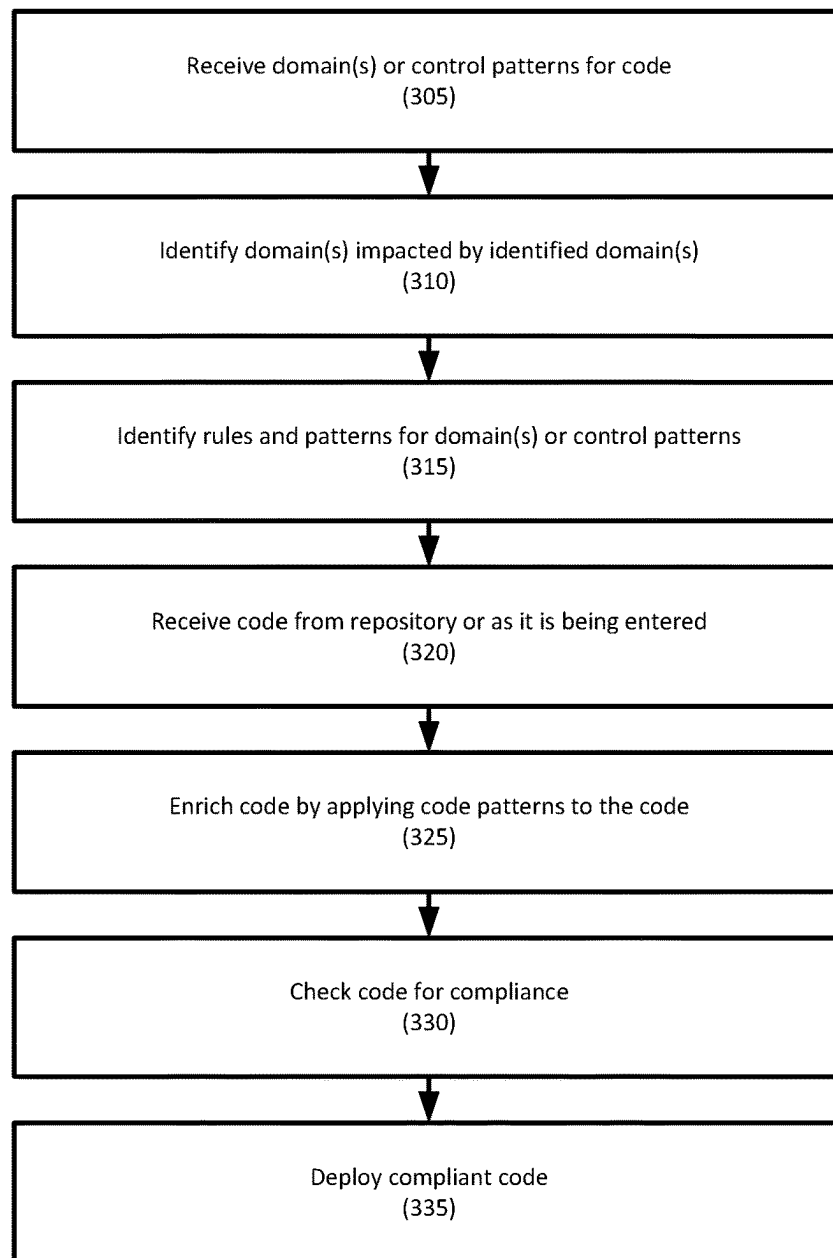 Receive domain(s) or control patterns for code
(305)
Identify domain(s) impacted by identified domain(s)
(310)
Identify rules and patterns for domain(s) or control patterns
(315)
Receive code from repository or as it is being entered
(320)
Enrich code by applying code patterns to the code
(325)
Check code for compliance
(330)
Deploy compliant code
(335)